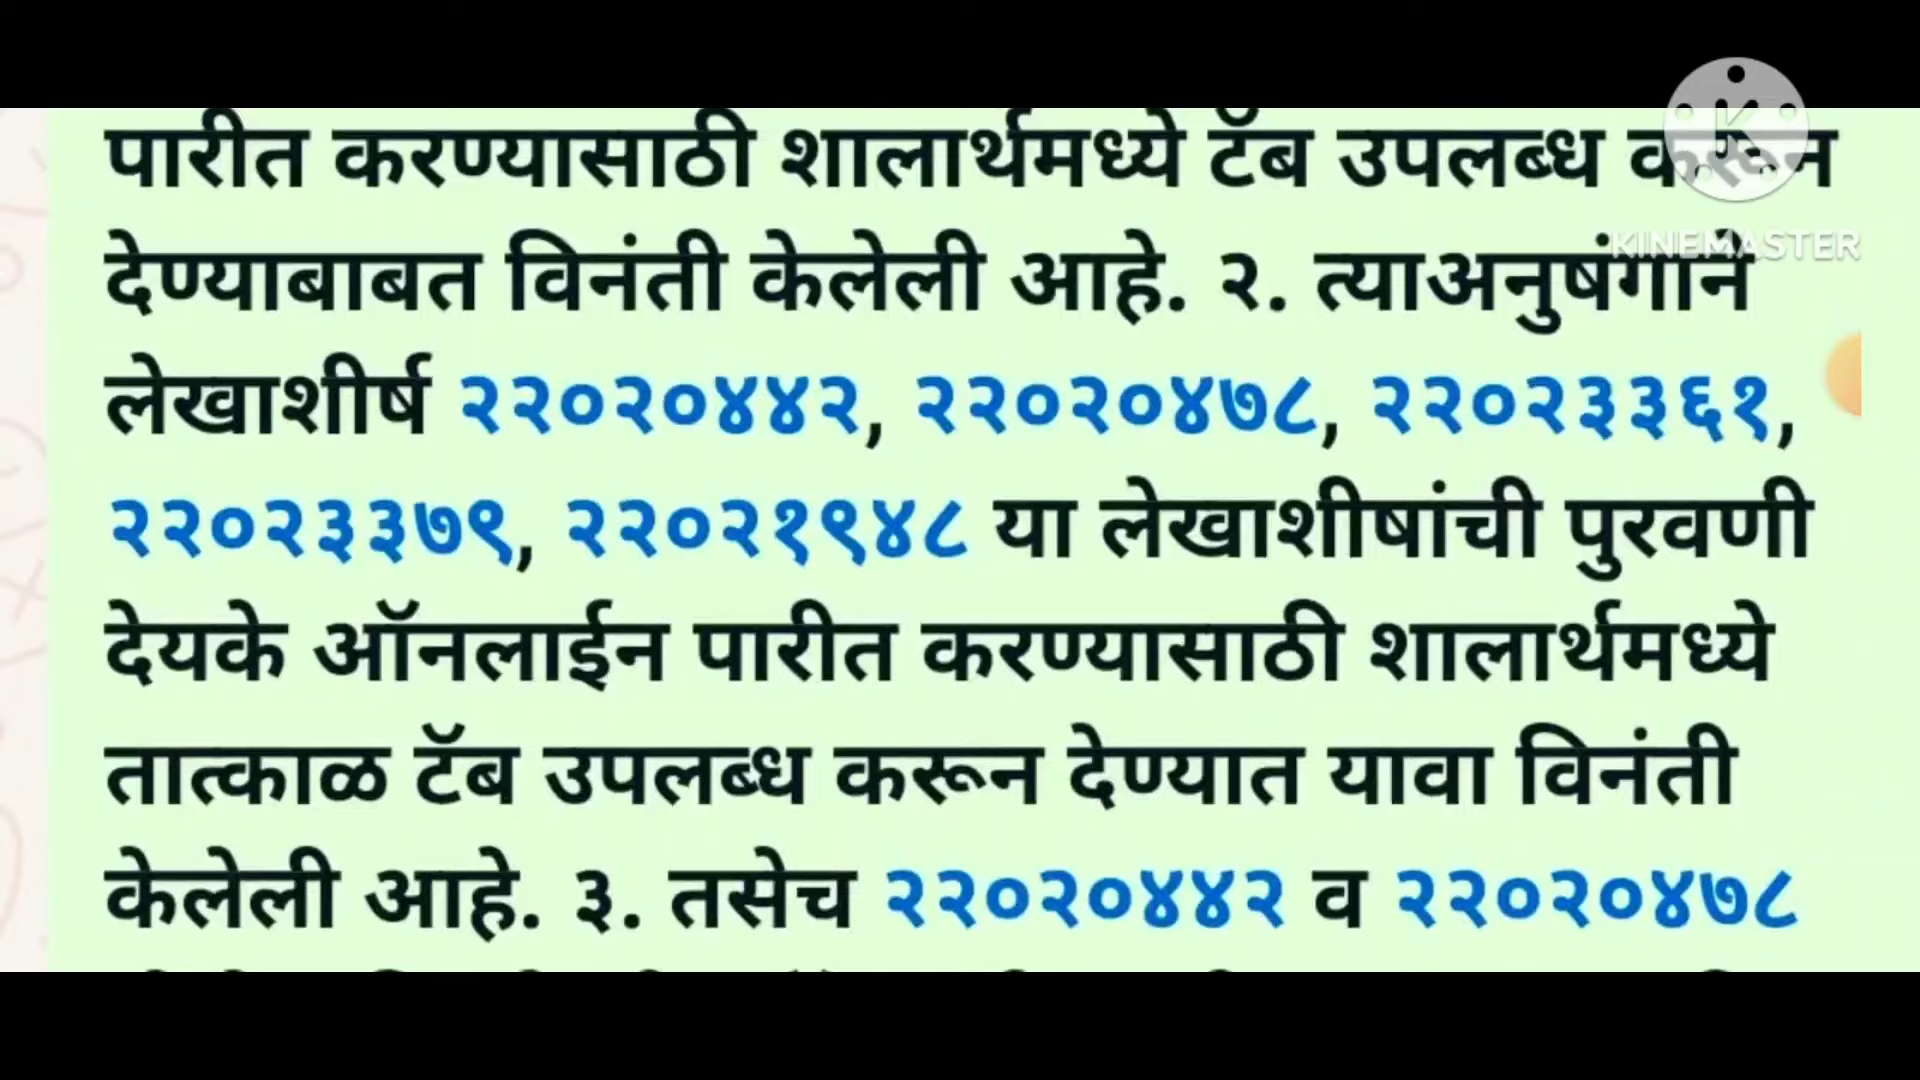 पारीत करण्यासाठी शालार्थमध्ये टॅब उपलब्ध करून
देण्याबाबत विनंती केलेली आहे. २. त्याअनुषंगाने
लेखाशीर्ष २२०२०४४२, २२०२०४७८, २२०२३३६१,
२२०२३३७९, २२०२१९४८ या लेखाशीषांची पुरवणी
देयके ऑनलाईन पारीत करण्यासाठी शालार्थमध्ये
तात्काळ टॅब उपलब्ध करून देण्यात यावा विनंती
केलेली आहे. ३. तसेच २२०२०४४२ व २२०२०४७८
K
KINEMASTER